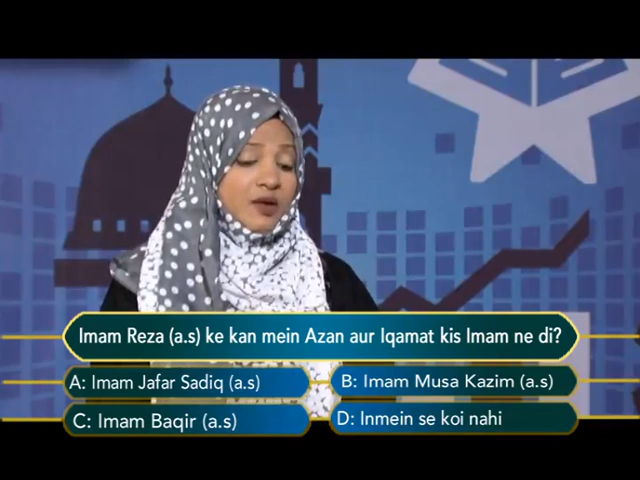 Imam Reza (a.s) ke kan mein Azan aur Iqamat kis Imam ne di?
A: Imam Jafar Sadiq (a.s)
B: Imam Musa Kazim (a.s)
C: Imam Baqir (a.s)
D: Inmein se koi nahi